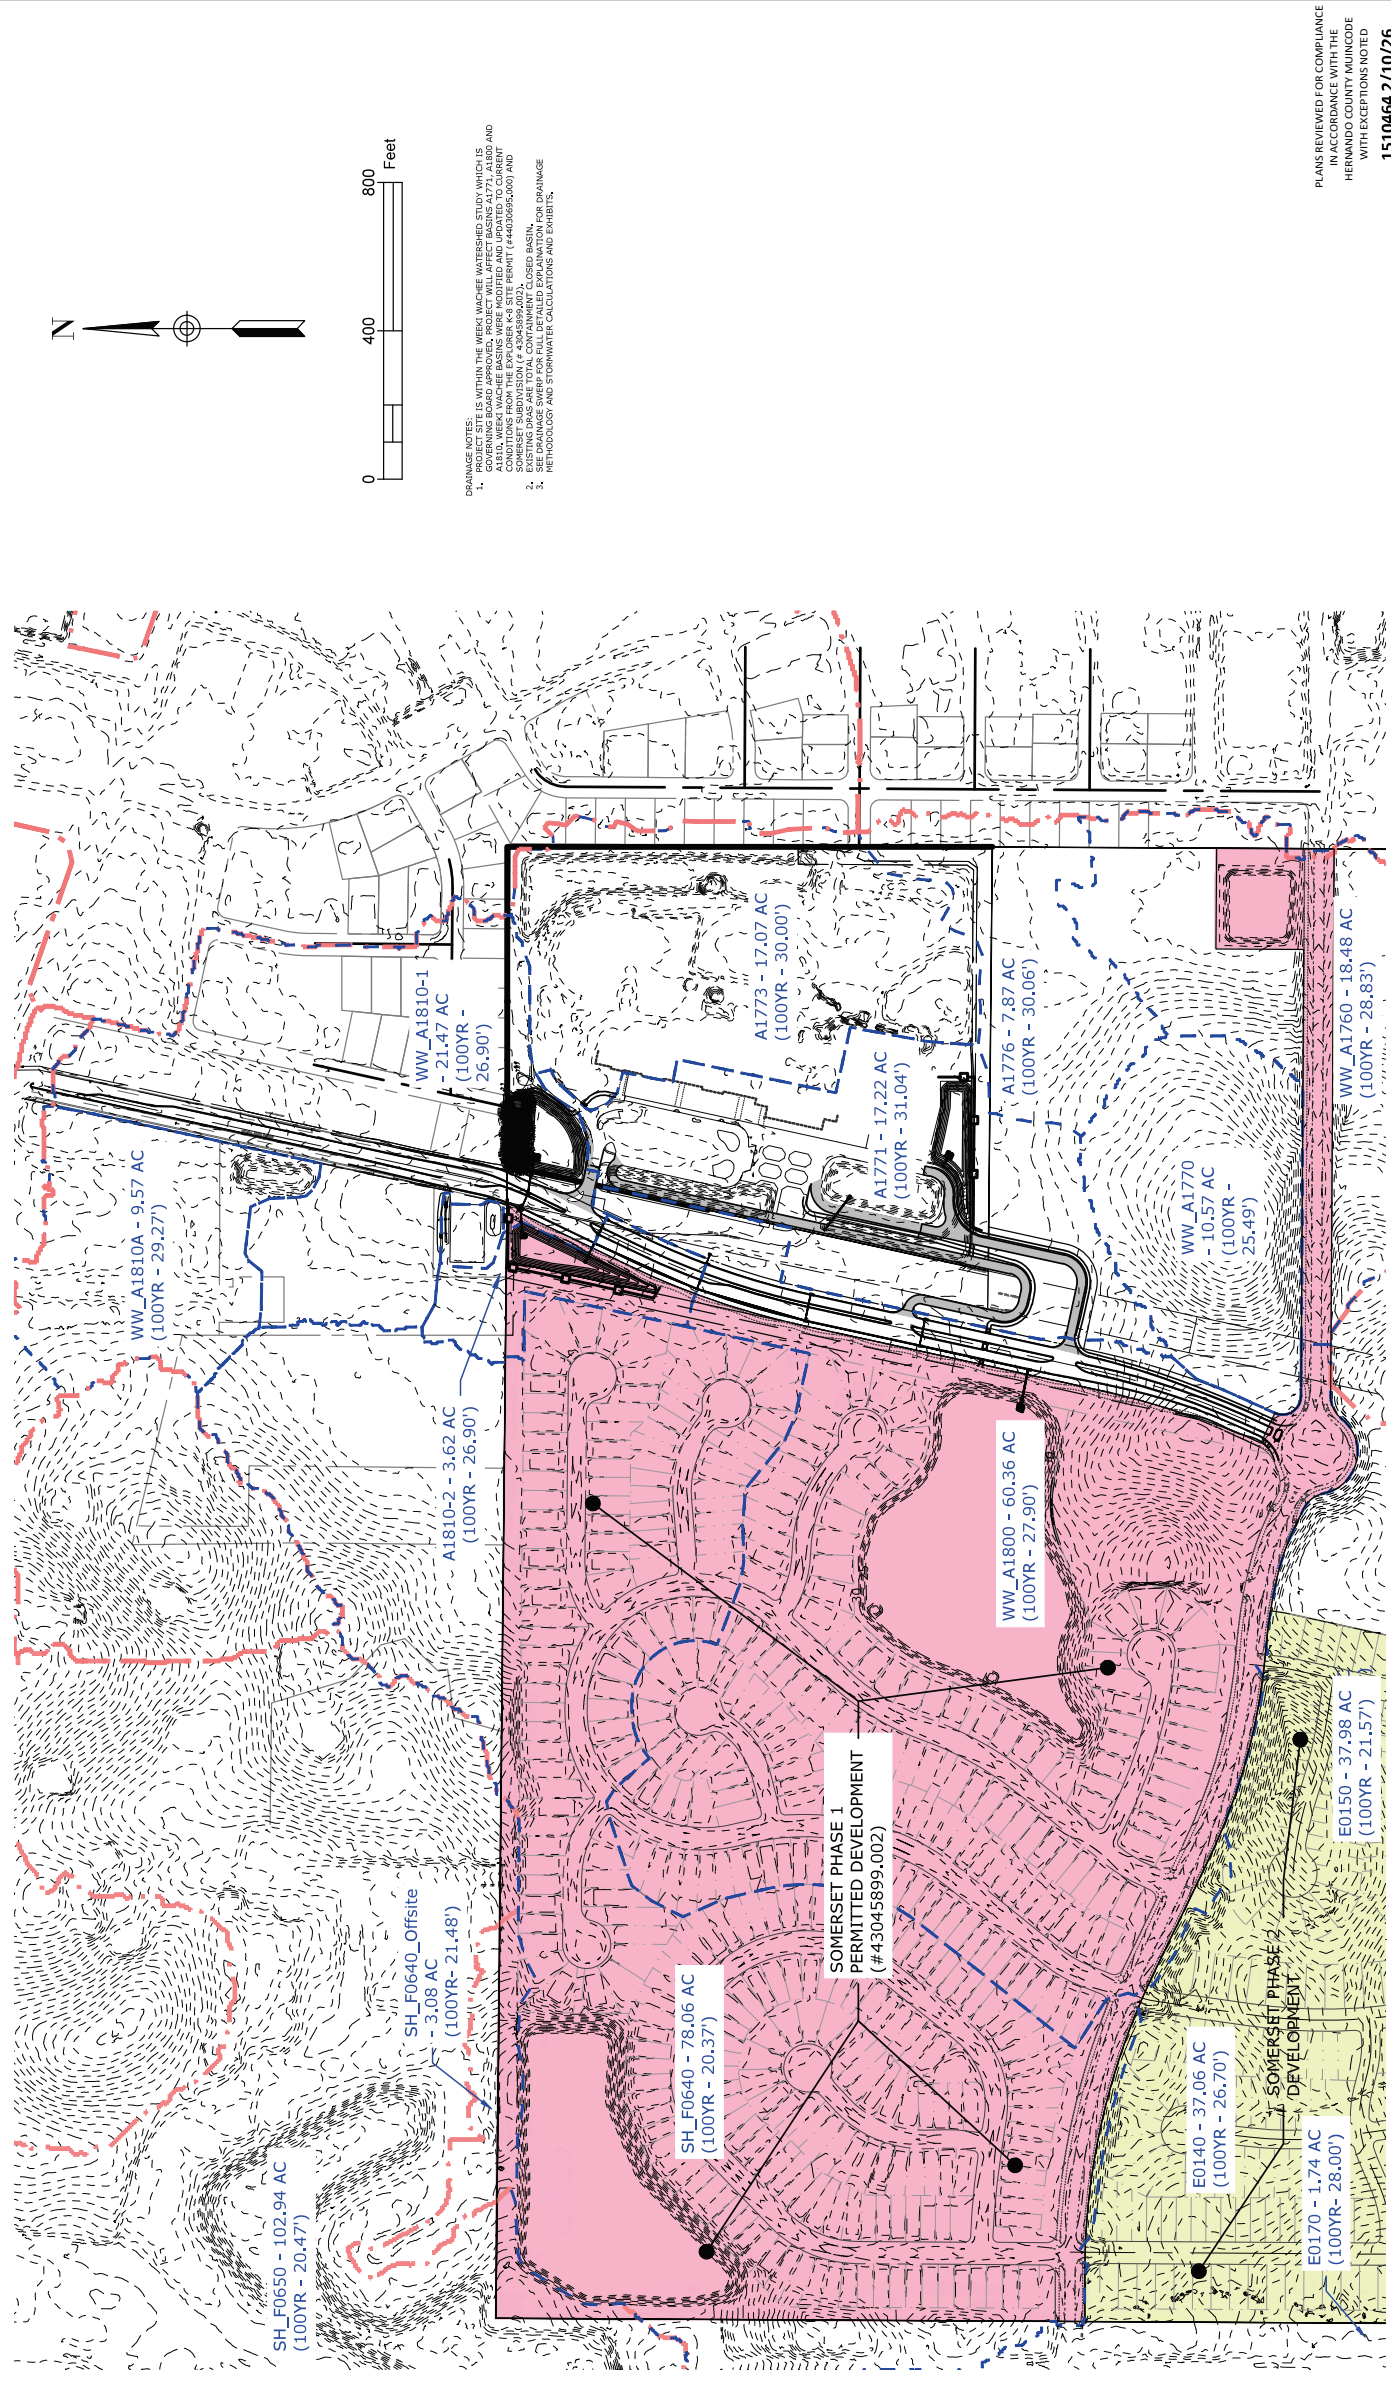 N
0 400 800 Feet
DRAINAGE NOTES:
1. PROJECT SITE IS WITHIN THE WEEKI WACHEE WATERSHED STUDY WHICH IS
GOVERNING BOARD APPROVED. PROJECT WILL AFFECT BASINS A1771, A1800 AND
A1810. WEEKI WACHEE BASINS WERE MODIFIED AND UPDATED TO CURRENT
CONDITIONS FROM THE EXPLORER K-8 SITE PERMIT (#44030695.000) AND
SOMERSET SUBDIVISION (# 43045899.002).
2. EXISTING DRAS ARE TOTAL CONTAINMENT CLOSED BASIN.
3. SEE DRAINAGE SWERP FOR FULL DETAILED EXPLAINATION FOR DRAINAGE
METHODOLOGY AND STORMWATER CALCULATIONS AND EXHIBITS.
PLANS REVIEWED FOR COMPLIANCE
IN ACCORDANCE WITH THE
HERNANDO COUNTY MUINCODE
WITH EXCEPTIONS NOTED
1510464 2/10/26
WW_A1810A - 9.57 AC
(100YR - 29.27')
WW_A1810-1
- 21.47 AC
(100YR -
26.90')
A1810-2 - 3.62 AC
(100YR - 26.90')
A1773 - 17.07 AC
(100YR - 30.00')
A1771 - 17.22 AC
(100YR - 31.04')
A1776 - 7.87 AC
(100YR - 30.06')
WW_A1770
- 10.57 AC
(100YR -
25.49')
WW_A1760 - 18.48 AC
(100YR - 28.83')
WW_A1800 - 60.36 AC
(100YR - 27.90')
SOMERSET PHASE 1
PERMITTED DEVELOPMENT
(#43045899.002)
SH_F0640_Offsite
- 3.08 AC
(100YR- 21.48')
SH_F0650 - 102.94 AC
(100YR - 20.47')
SH_F0640 - 78.06 AC
(100YR - 20.37')
E0150 - 37.98 AC
(100YR - 21.57')
SOMERSET PHASE 2
DEVELOPMENT
E0140 - 37.06 AC
(100YR - 26.70')
E0170 - 1.74 AC
(100YR- 28.00')